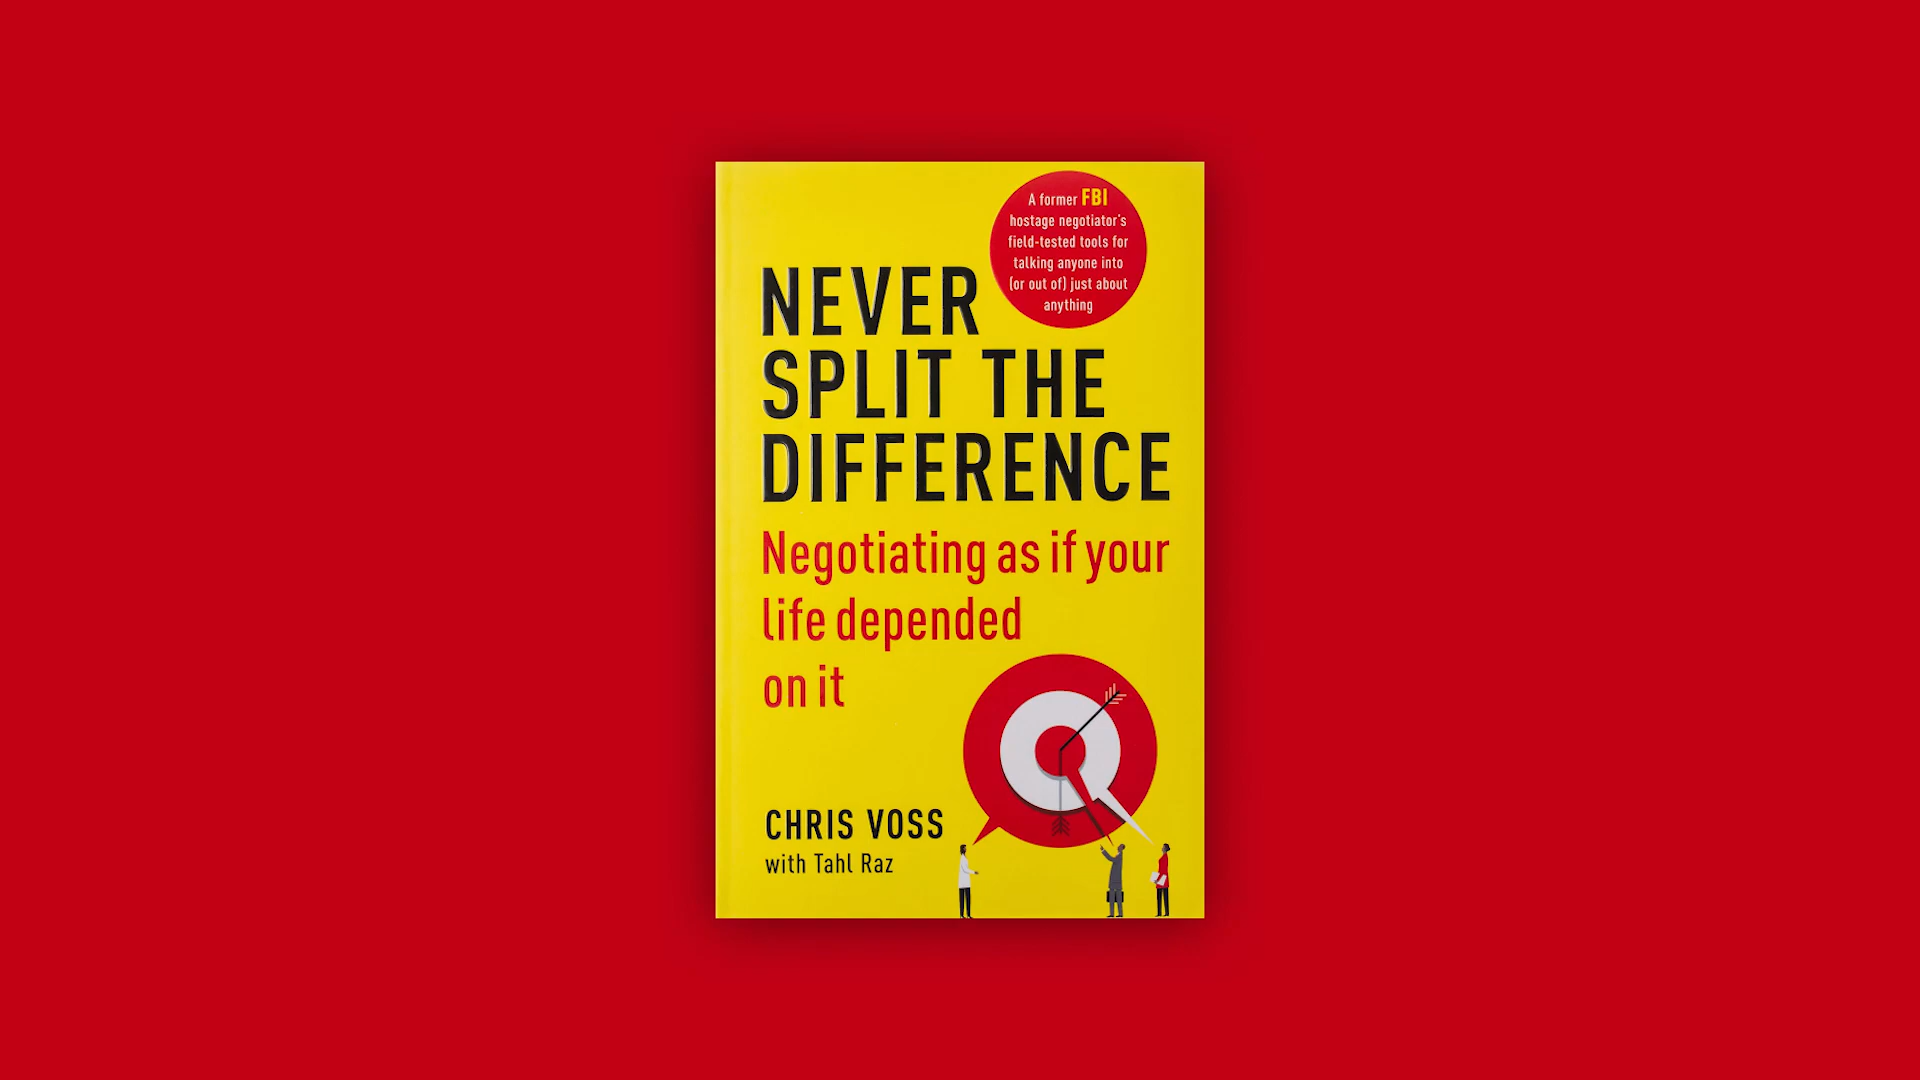 A former FBI
hostage negotiator's
field-tested tools for
talking anyone into
(or out of) just about
anything
NEVER
SPLIT THE
DIFFERENCE
Negotiating as if your
life depended
on it
CHRIS VOSS
with Tahl Raz